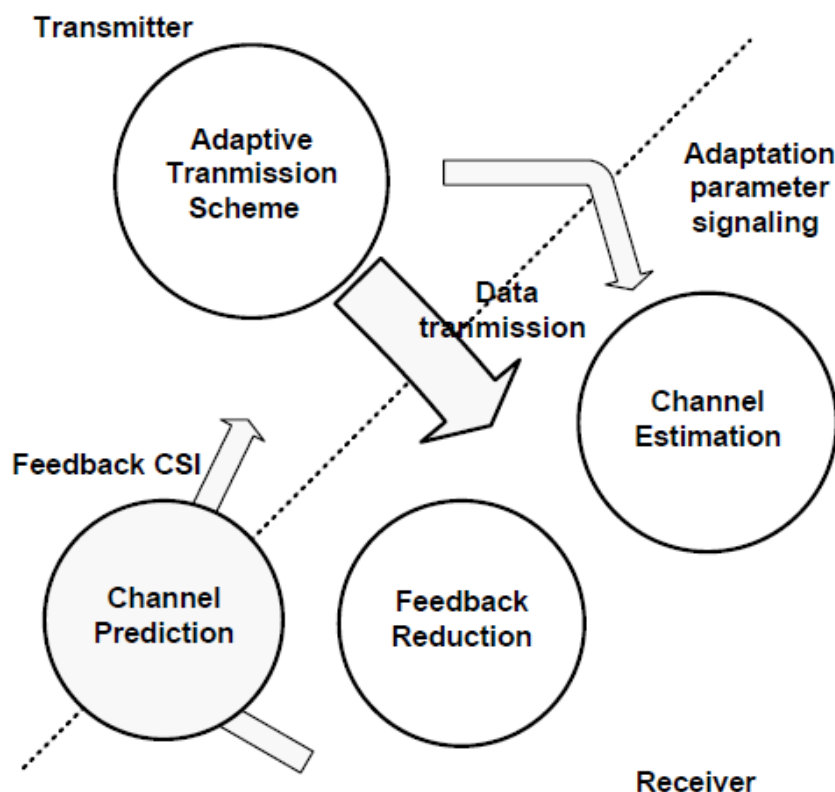 Transmitter
Adaptive
Tranmission
Scheme
Adaptation
parameter
signaling
Data
tranmission
Channel
Estimation
Feedback CSI
Channel
Prediction
Feedback
Reduction
Receiver